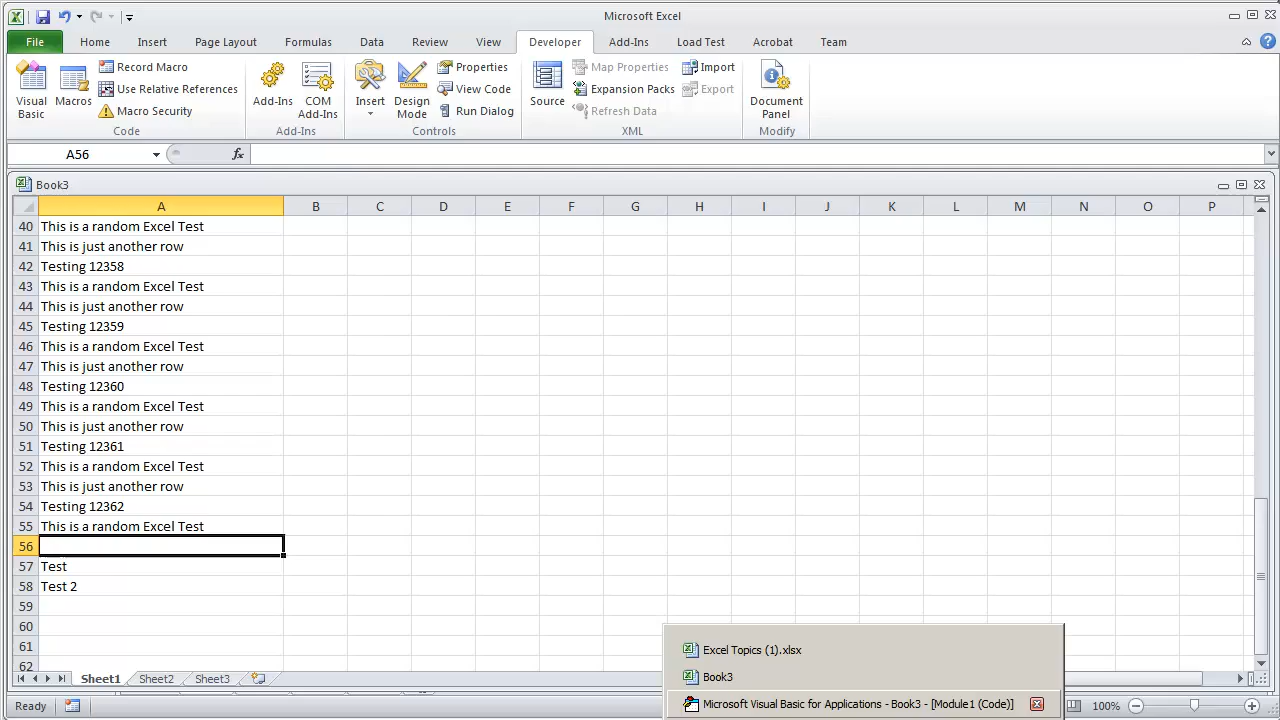 Microsoft Excel
File Home Insert Page Layout Formulas Data Review View Developer Add-Ins Load Test Acrobat Team
Visual Basic
Macros
Record Macro
Use Relative References
Macro Security
Code
Add-Ins
COM Add-Ins
Add-Ins
Insert
Design Mode
Properties
View Code
Run Dialog
Controls
Source
Map Properties
Expansion Packs
Refresh Data
Import
Export
XML
Document Panel
Modify
A56 fx
Book3
A B C D E F G H I J K L M N O P
40 This is a random Excel Test
41 This is just another row
42 Testing 12358
43 This is a random Excel Test
44 This is just another row
45 Testing 12359
46 This is a random Excel Test
47 This is just another row
48 Testing 12360
49 This is a random Excel Test
50 This is just another row
51 Testing 12361
52 This is a random Excel Test
53 This is just another row
54 Testing 12362
55 This is a random Excel Test
56
57 Test
58 Test 2
59
60
61
62
Excel Topics (1).xlsx
Book3
Microsoft Visual Basic for Applications - Book3 - [Module1 (Code)]
Sheet1 Sheet2 Sheet3
Ready
100%